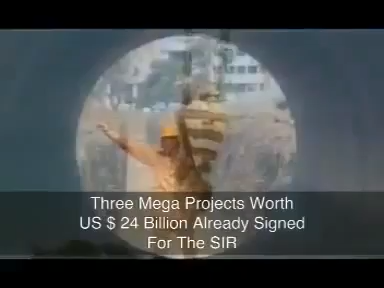 Three Mega Projects Worth
US $ 24 Billion Already Signed
For The SIR